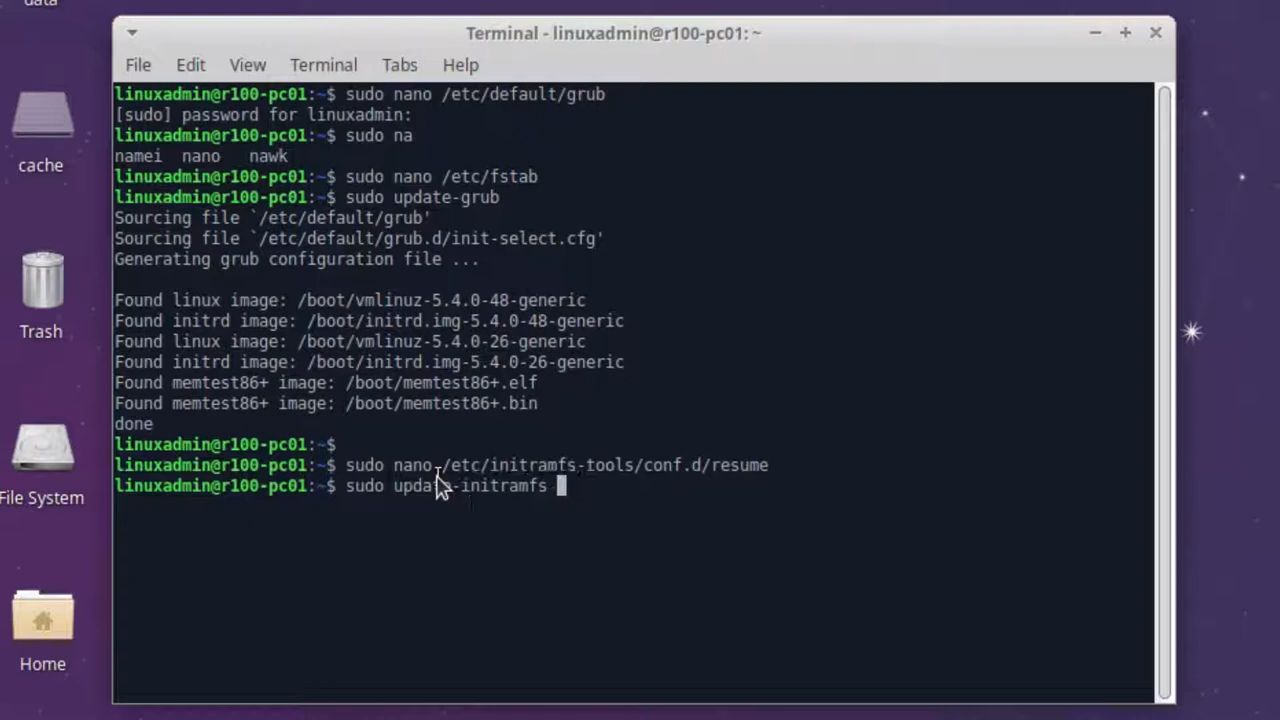 data
Terminal - linuxadmin@r100-pc01: ~
File Edit View Terminal Tabs Help
linuxadmin@r100-pc01:~$ sudo nano /etc/default/grub
[sudo] password for linuxadmin:
linuxadmin@r100-pc01:~$ sudo na
namei nano nawk
linuxadmin@r100-pc01:~$ sudo nano /etc/fstab
linuxadmin@r100-pc01:~$ sudo update-grub
Sourcing file `/etc/default/grub'
Sourcing file `/etc/default/grub.d/init-select.cfg'
Generating grub configuration file ...
Found linux image: /boot/vmlinuz-5.4.0-48-generic
Found initrd image: /boot/initrd.img-5.4.0-48-generic
Found linux image: /boot/vmlinuz-5.4.0-26-generic
Found initrd image: /boot/initrd.img-5.4.0-26-generic
Found memtest86+ image: /boot/memtest86+.elf
Found memtest86+ image: /boot/memtest86+.bin
done
linuxadmin@r100-pc01:~$
linuxadmin@r100-pc01:~$ sudo nano /etc/initramfs-tools/conf.d/resume
linuxadmin@r100-pc01:~$ sudo update-initramfs
cache
Trash
File System
Home